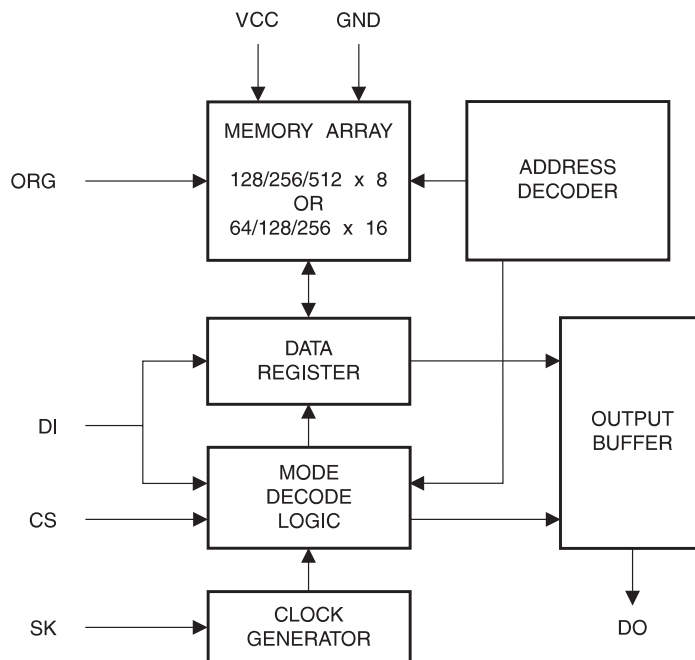 VCC
GND
MEMORY ARRAY
128/256/512 x 8
OR
64/128/256 x 16
ADDRESS
DECODER
ORG
DATA
REGISTER
OUTPUT
BUFFER
DI
MODE
DECODE
LOGIC
CS
CLOCK
GENERATOR
SK
DO